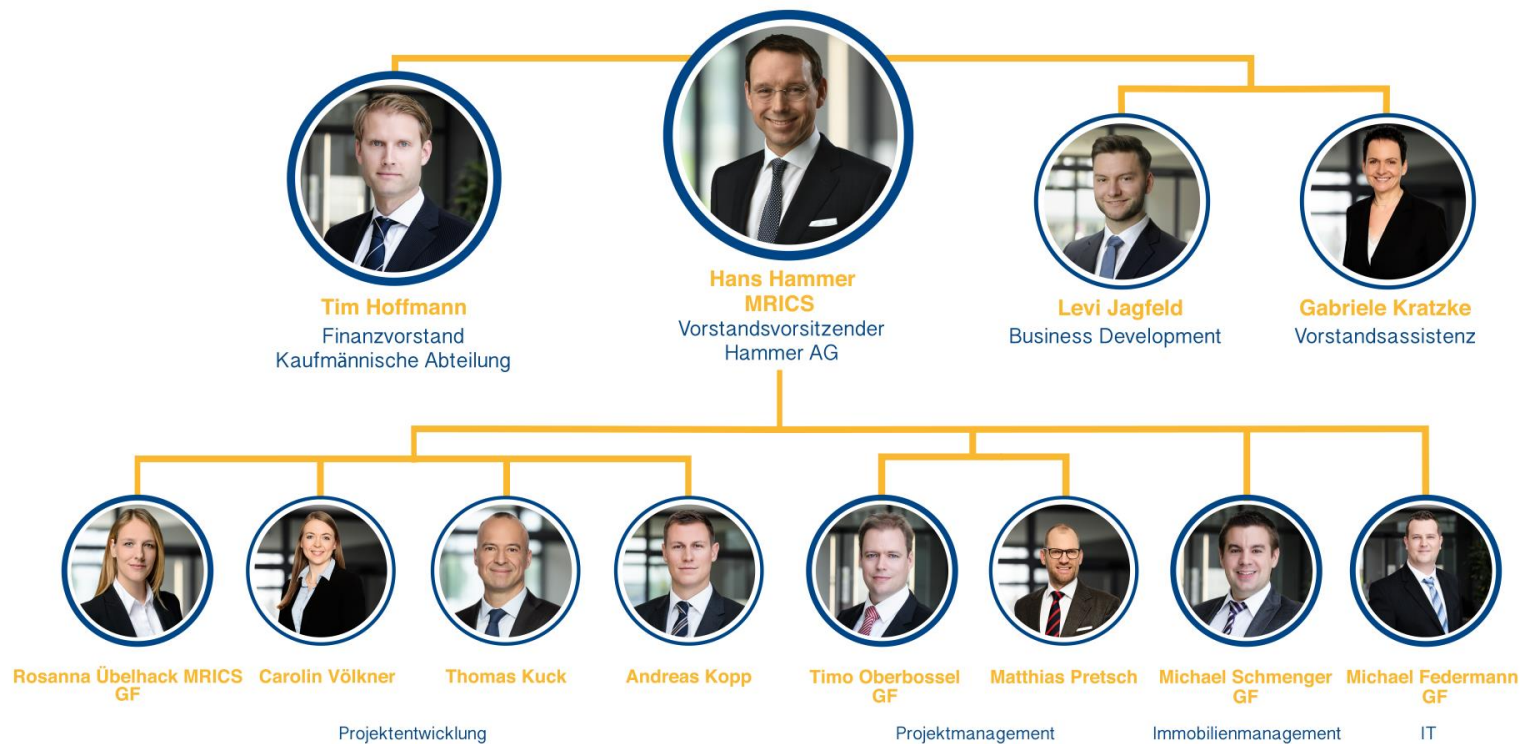 Tim Hoffmann
Finanzvorstand
Kaufmännische Abteilung
Hans Hammer
MRICS
Vorstandsvorsitzender
Hammer AG
Levi Jagfeld
Business Development
Gabriele Kratzke
Vorstandsassistenz
Rosanna Übelhack MRICS
GF
Carolin Völkner
Thomas Kuck
Andreas Kopp
Timo Oberbossel
GF
Matthias Pretsch
Michael Schmenger
GF
Michael Federmann
GF
Projektentwicklung
Projektmanagement
Immobilienmanagement
IT